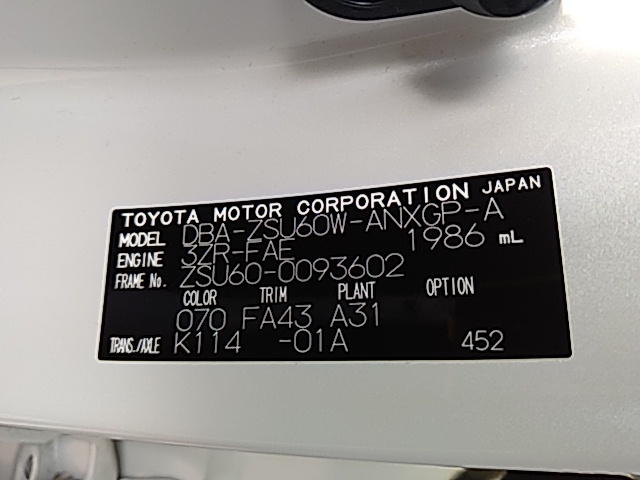 TOYOTA MOTOR CORPORATION JAPAN
MODEL DBA-ZSU60W-ANXGP-A
ENGINE 3ZR-FAE 1986 mL
FRAME No. ZSU60-0093602
COLOR TRIM PLANT OPTION
070 FA43 A31
TRANS./AXLE K114 -01A 452